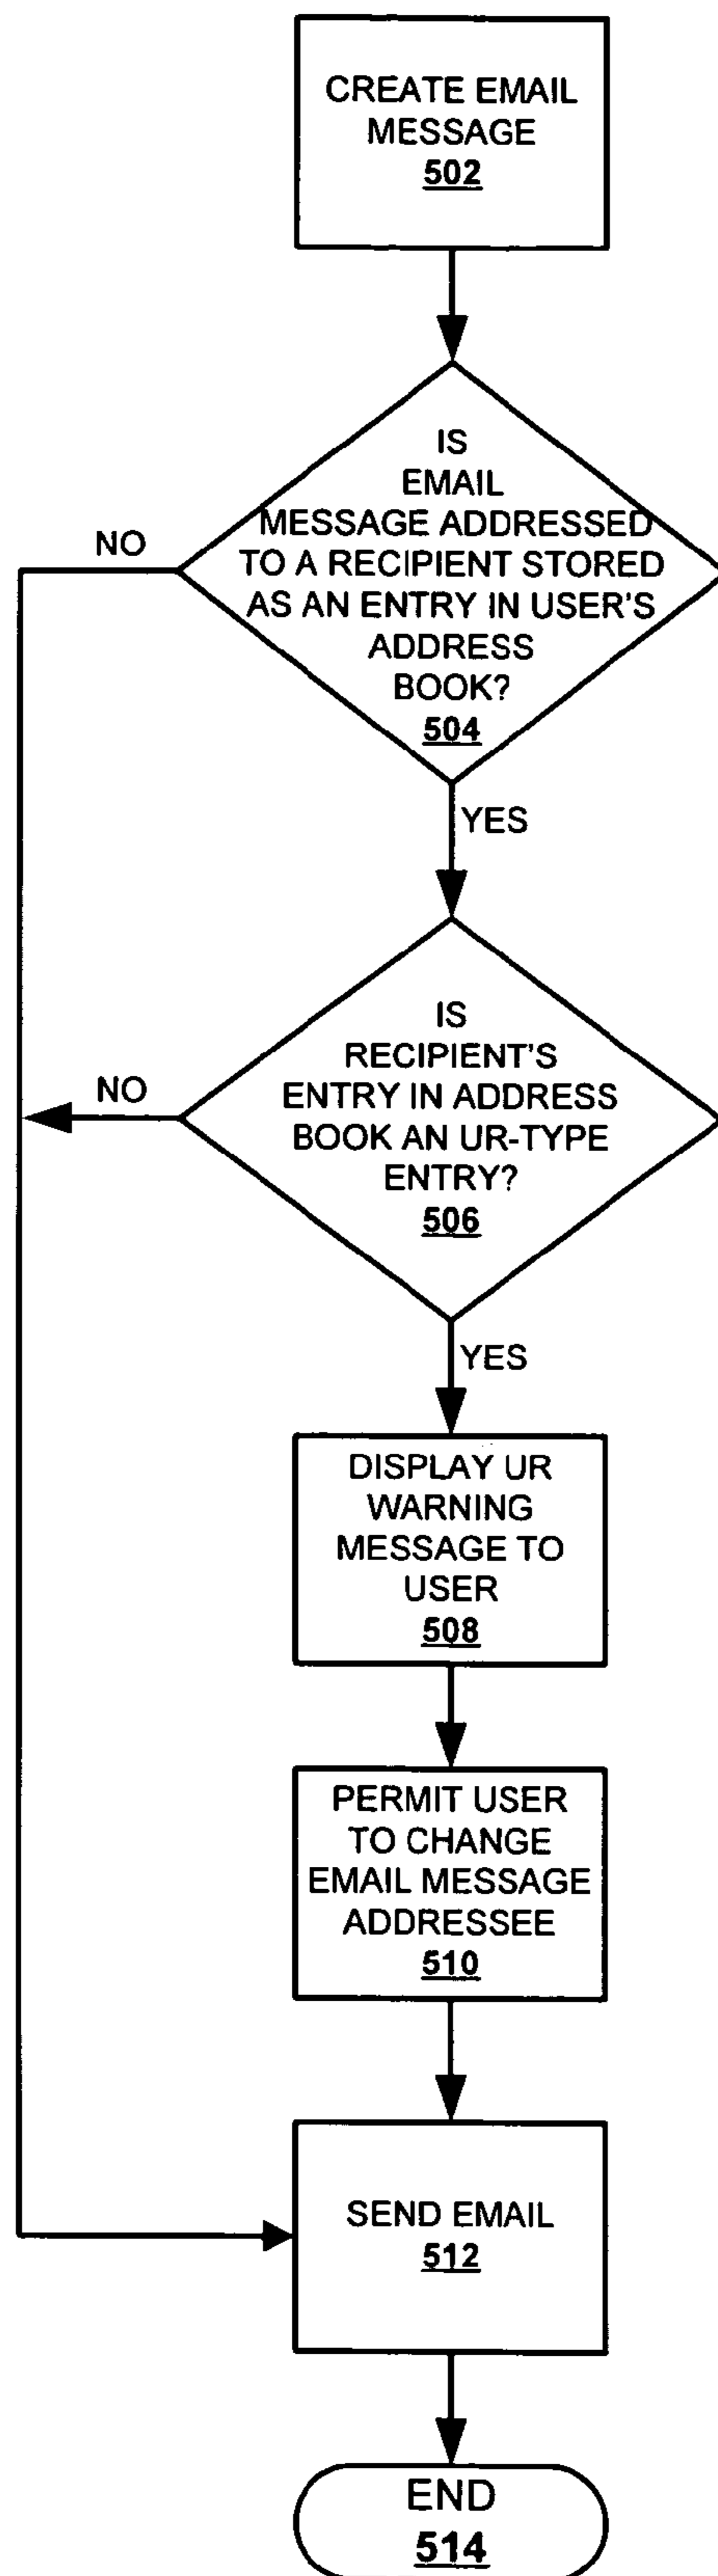 CREATE EMAIL
MESSAGE
502
IS
EMAIL
MESSAGE ADDRESSED
TO A RECIPIENT STORED
AS AN ENTRY IN USER'S
ADDRESS
BOOK?
504
NO
YES
IS
RECIPIENT'S
ENTRY IN ADDRESS
BOOK AN UR-TYPE
ENTRY?
506
NO
YES
DISPLAY UR
WARNING
MESSAGE TO
USER
508
PERMIT USER
TO CHANGE
EMAIL MESSAGE
ADDRESSEE
510
SEND EMAIL
512
END
514